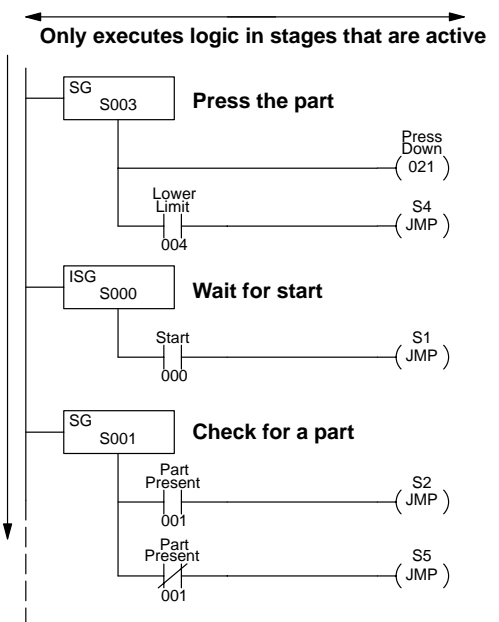 Only executes logic in stages that are active
SG
S003
Press the part
Press
Down
021
Lower
Limit
004
S4
JMP
ISG
S000
Wait for start
Start
000
S1
JMP
SG
S001
Check for a part
Part
Present
001
S2
JMP
Part
Present
001
S5
JMP